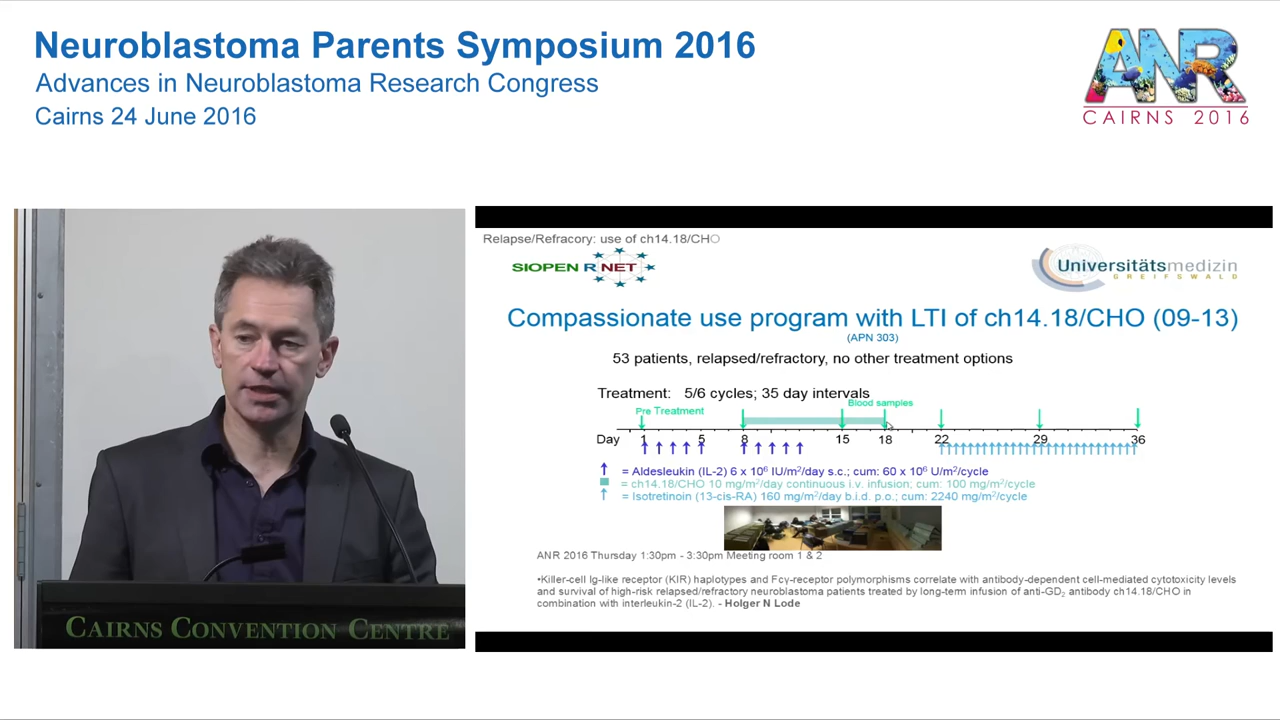 Neuroblastoma Parents Symposium 2016
Advances in Neuroblastoma Research Congress
Cairns 24 June 2016
ANR
CAIRNS 2016
Relapse/Refracory: use of ch14.18/CHO
SIOPEN R NET
Universitätsmedizin
GREIFSWALD
Compassionate use program with LTI of ch14.18/CHO (09-13)
(APN 303)
53 patients, relapsed/refractory, no other treatment options
Treatment: 5/6 cycles; 35 day intervals
Pre Treatment
Blood samples
Day 1 5 8 15 18 22 29 36
= Aldesleukin (IL-2) 6 x 10⁶ IU/m²/day s.c.; cum: 60 x 10⁶ U/m²/cycle
= ch14.18/CHO 10 mg/m²/day continuous i.v. infusion; cum: 100 mg/m²/cycle
= Isotretinoin (13-cis-RA) 160 mg/m²/day b.i.d. p.o.; cum: 2240 mg/m²/cycle
ANR 2016 Thursday 1:30pm - 3:30pm Meeting room 1 & 2
•Killer-cell Ig-like receptor (KIR) haplotypes and Fcγ-receptor polymorphisms correlate with antibody-dependent cell-mediated cytotoxicity levels
and survival of high-risk relapsed/refractory neuroblastoma patients treated by long-term infusion of anti-GD₂ antibody ch14.18/CHO in
combination with interleukin-2 (IL-2). - Holger N Lode
CAIRNS CONVENTION CENTRE